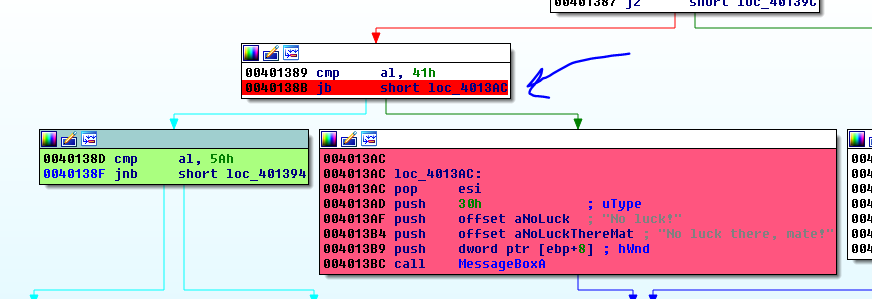 00401387 jz short loc_40139C
00401389 cmp al, 41h
0040138B jb short loc_4013AC
0040138D cmp al, 5Ah
0040138F jnb short loc_401394
004013AC
004013AC loc_4013AC:
004013AC pop esi
004013AD push 30h ; uType
004013AF push offset aNoLuck ; "No luck!"
004013B4 push offset aNoLuckThereMat ; "No luck there, mate!"
004013B9 push dword ptr [ebp+8] ; hWnd
004013BC call MessageBoxA